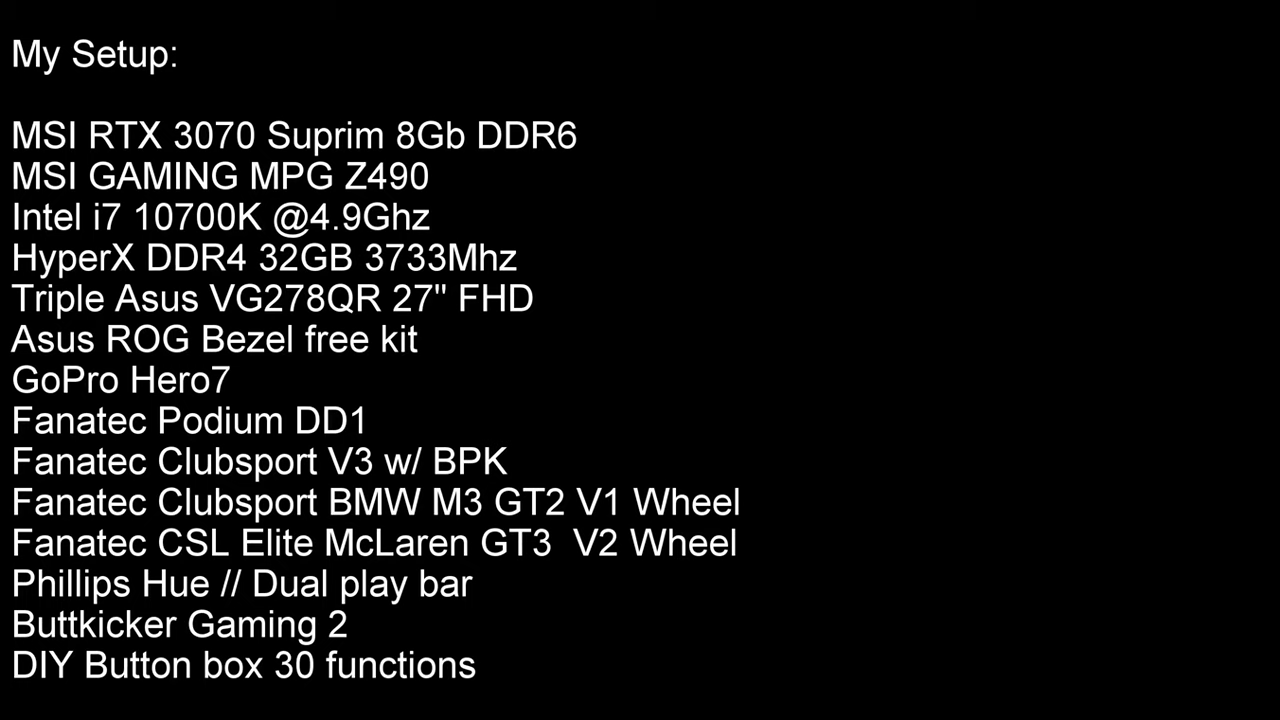 My Setup:
MSI RTX 3070 Suprim 8Gb DDR6
MSI GAMING MPG Z490
Intel i7 10700K @4.9Ghz
HyperX DDR4 32GB 3733Mhz
Triple Asus VG278QR 27'' FHD
Asus ROG Bezel free kit
GoPro Hero7
Fanatec Podium DD1
Fanatec Clubsport V3 w/ BPK
Fanatec Clubsport BMW M3 GT2 V1 Wheel
Fanatec CSL Elite McLaren GT3  V2 Wheel
Phillips Hue // Dual play bar
Buttkicker Gaming 2
DIY Button box 30 functions